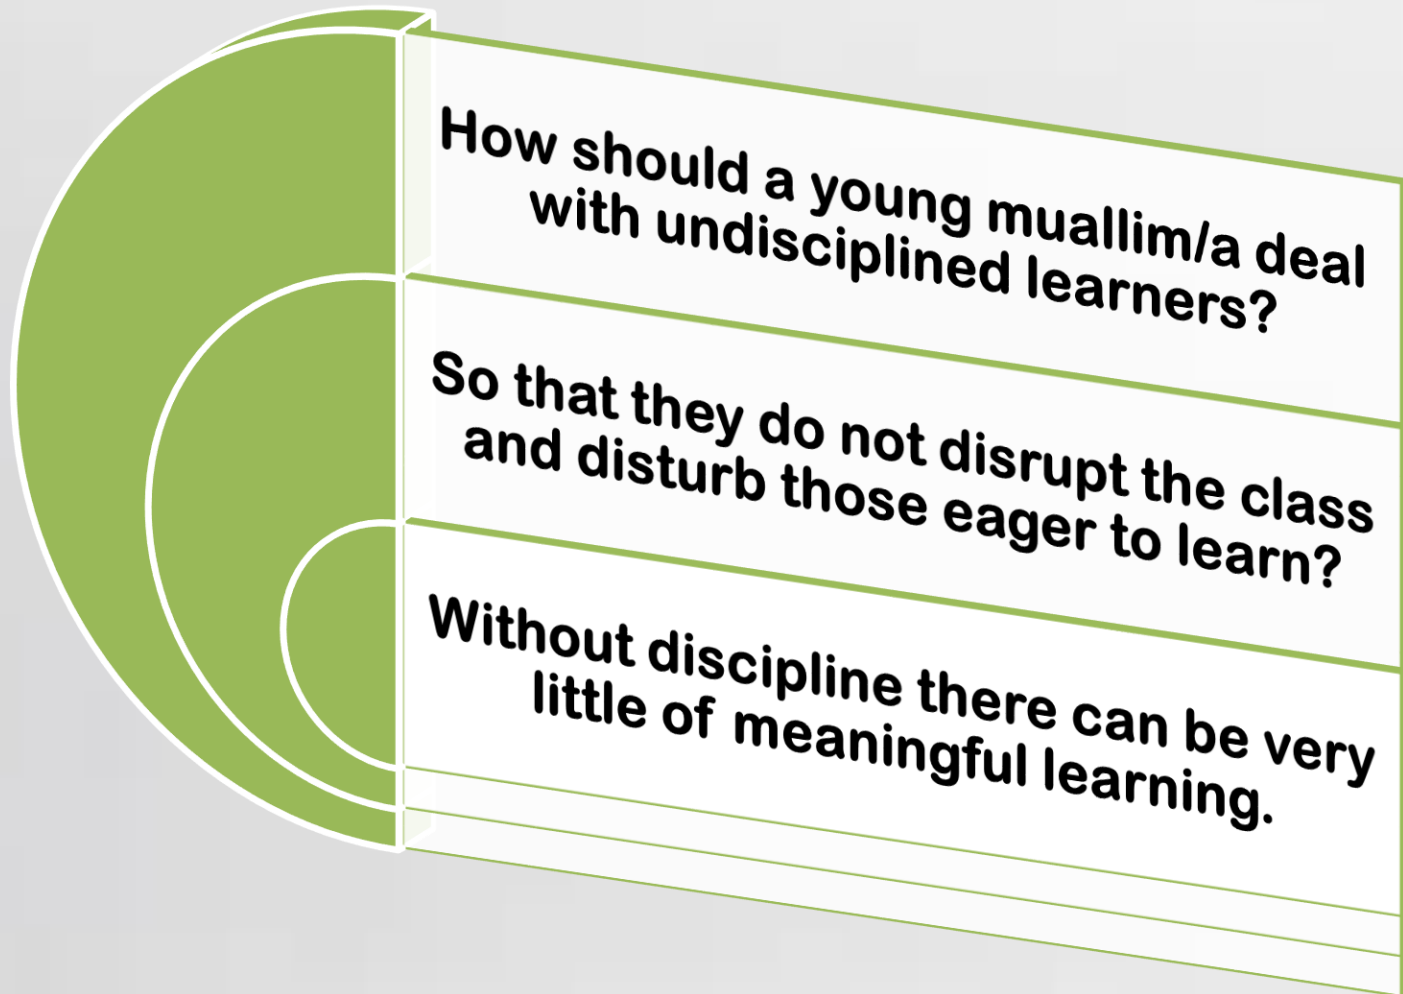 How should a young muallim/a deal
with undisciplined learners?
So that they do not disrupt the class
and disturb those eager to learn?
Without discipline there can be very
little of meaningful learning.